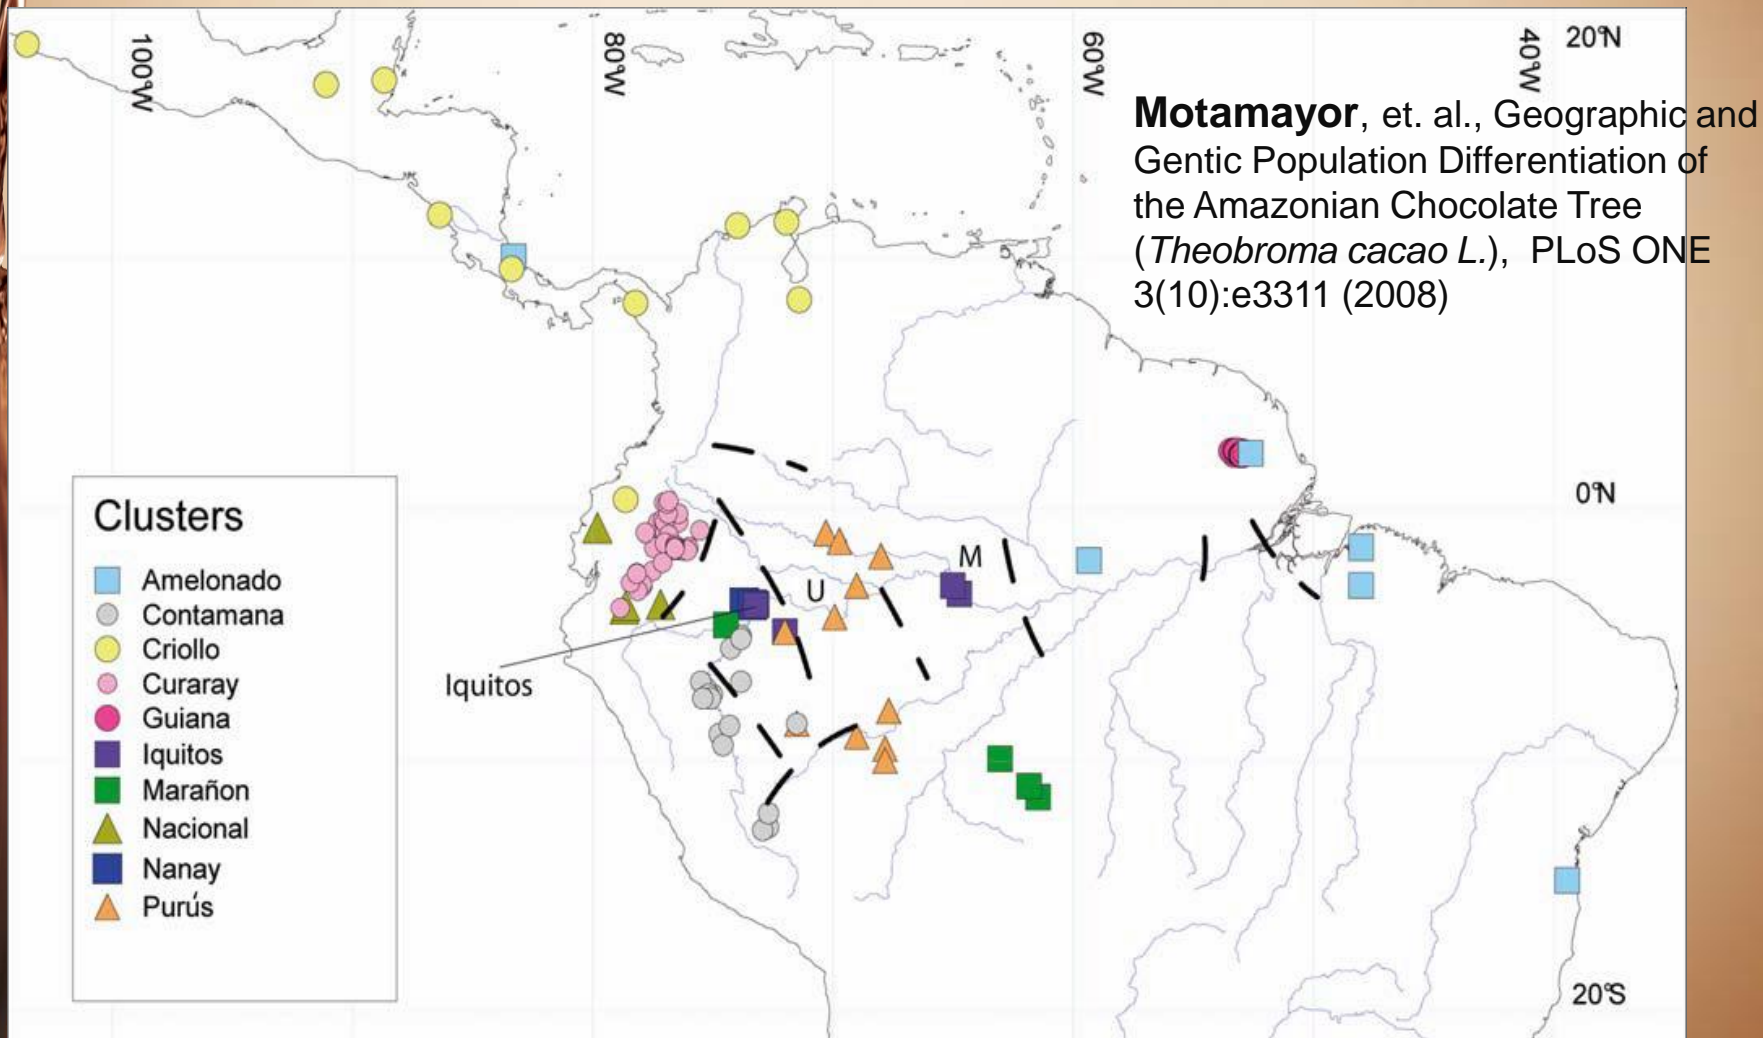 100°W
80°W
60°W
40°W
20°N
Motamayor, et. al., Geographic and
Gentic Population Differentiation of
the Amazonian Chocolate Tree
(Theobroma cacao L.), PLoS ONE
3(10):e3311 (2008)
0°N
Clusters
Amelonado
Contamana
Criollo
Curaray
Guiana
Iquitos
Marañon
Nacional
Nanay
Purús
M
U
Iquitos
20°S